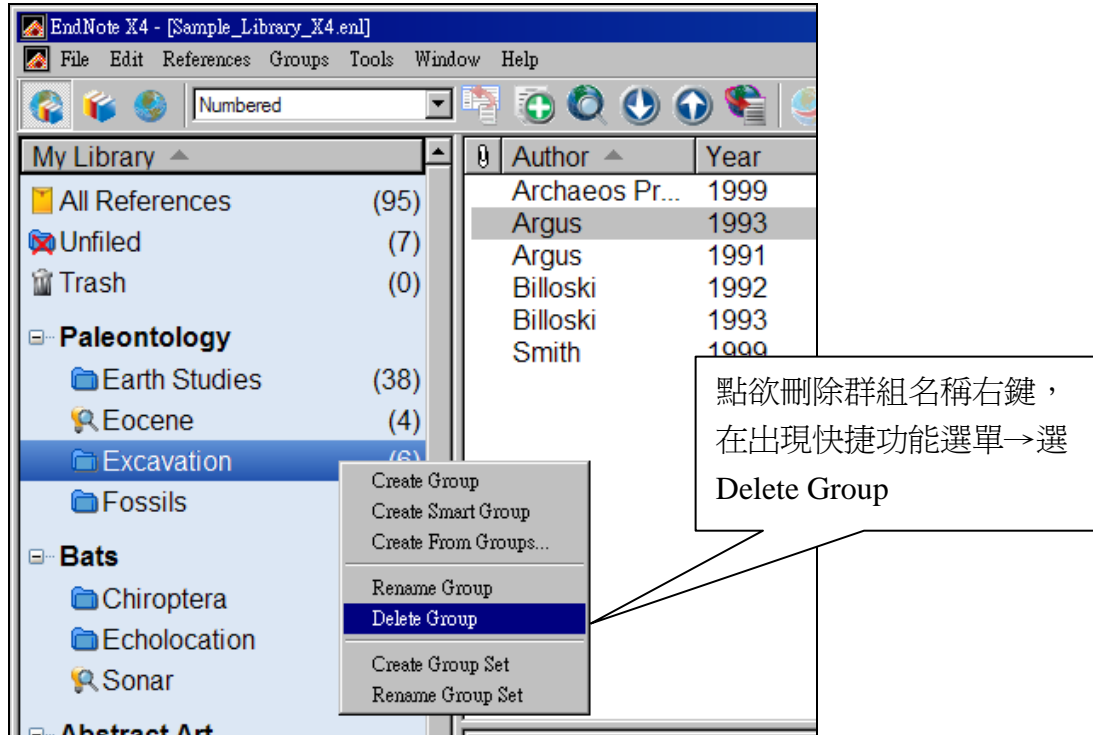 EndNote X4 - [Sample_Library_X4.enl]
File Edit References Groups Tools Window Help
Numbered
My Library
Author Year
All References (95)
Unfiled (7)
Trash (0)
Paleontology
Earth Studies (38)
Eocene (4)
Excavation (6)
Fossils
Bats
Chiroptera
Echolocation
Sonar
Abstract Art
Archaeos Pr... 1999
Argus 1993
Argus 1991
Billoski 1992
Billoski 1993
Smith 1999
Create Group
Create Smart Group
Create From Groups...
Rename Group
Delete Group
Create Group Set
Rename Group Set
點欲刪除群組名稱右鍵，
在出現快捷功能選單→選
Delete Group